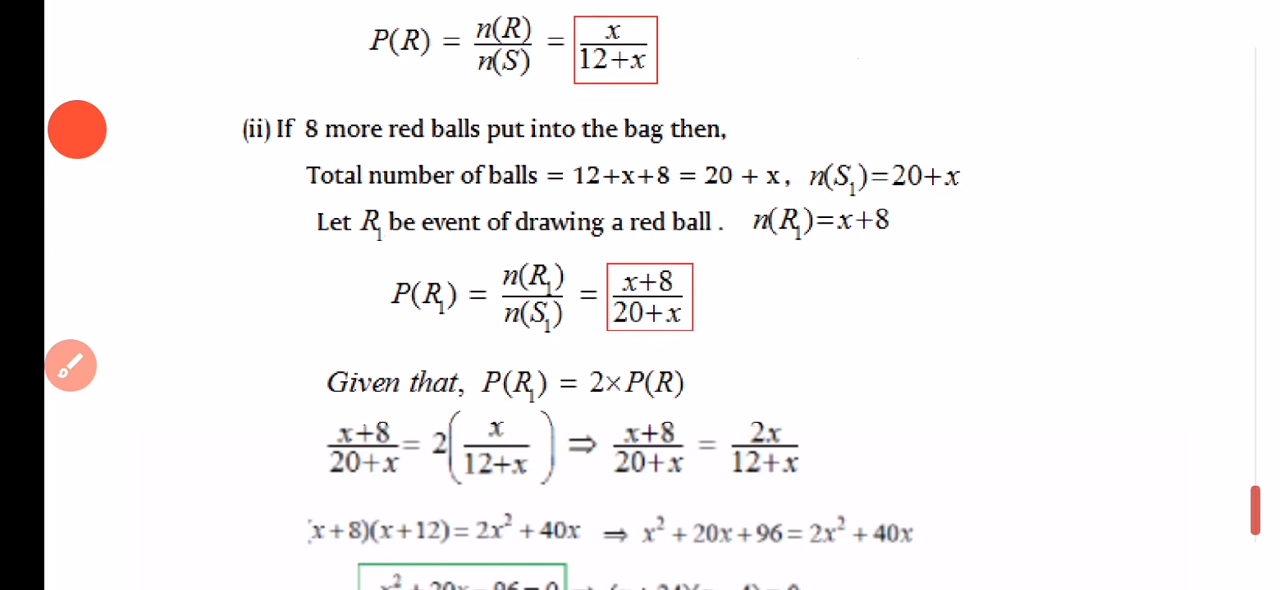 P(R) = n(R)/n(S) = x/12+x
(ii) If 8 more red balls put into the bag then,
Total number of balls = 12+x+8 = 20 + x, n(S₁)=20+x
Let R₁ be event of drawing a red ball. n(R₁)=x+8
P(R₁) = n(R₁)/n(S₁) = x+8/20+x
Given that, P(R₁) = 2×P(R)
x+8/20+x = 2(x/12+x) ⇒ x+8/20+x = 2x/12+x
x+8)(x+12)= 2x² +40x ⇒ x² +20x+96= 2x² +40x